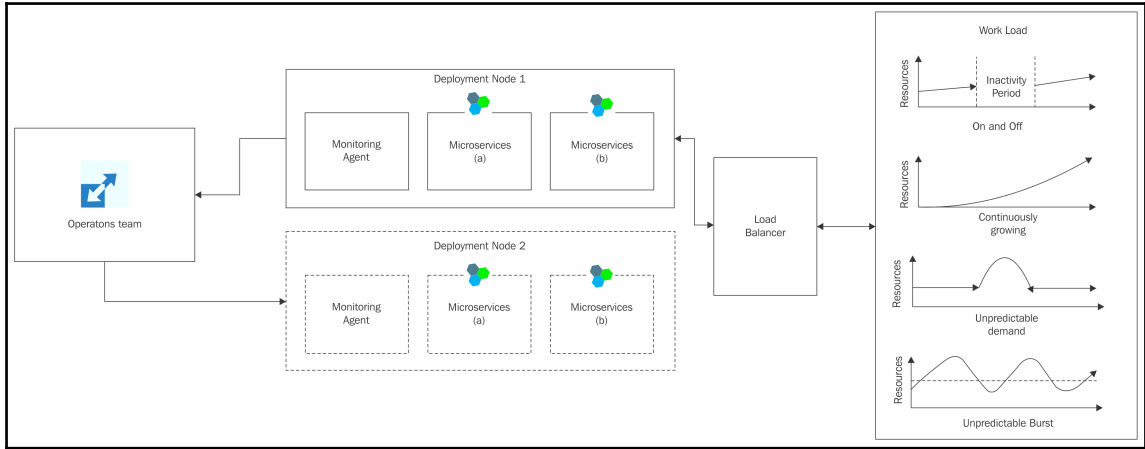 Operatons team
Deployment Node 1
Monitoring
Agent
Microservices
(a)
Microservices
(b)
Deployment Node 2
Monitoring
Agent
Microservices
(a)
Microservices
(b)
Load
Balancer
Work Load
Resources
Inactivity
Period
On and Off
Resources
Continuously
growing
Resources
Unpredictable
demand
Resources
Unpredictable Burst